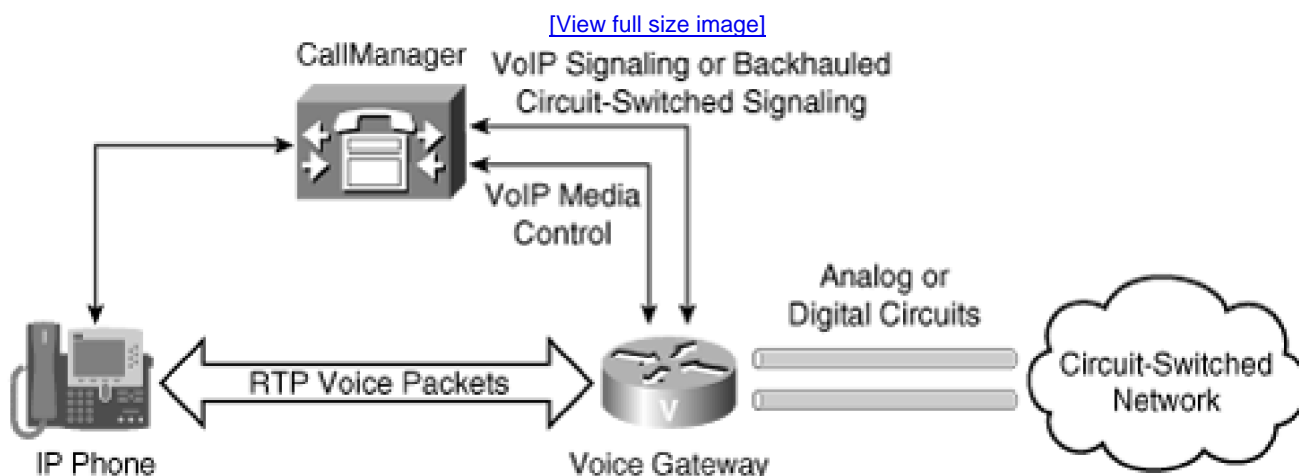 [View full size image]
CallManager
VoIP Signaling or Backhauled
Circuit-Switched Signaling
VoIP Media
Control
Analog or
Digital Circuits
Circuit-Switched
Network
RTP Voice Packets
V
IP Phone
Voice Gateway